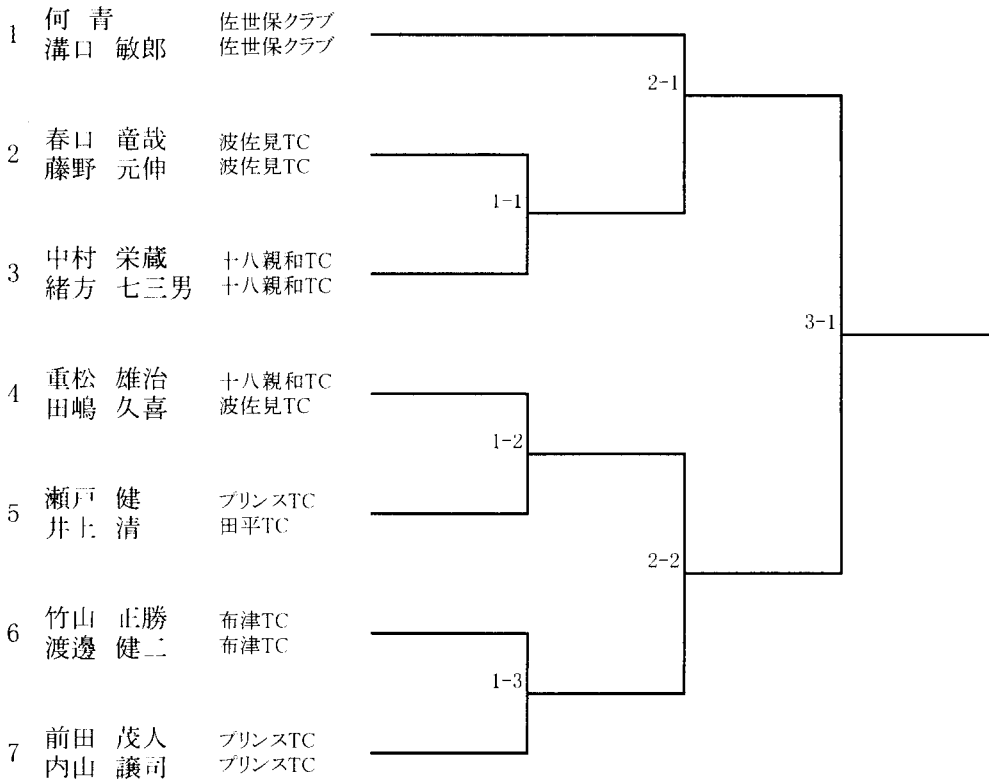 1 何 青 佐世保クラブ
溝口 敏郎 佐世保クラブ
2-1
2 春口 竜哉 波佐見TC
藤野 元伸 波佐見TC
1-1
3 中村 栄蔵 十八親和TC
緒方 七三男 十八親和TC
3-1
4 重松 雄治 十八親和TC
田嶋 久喜 波佐見TC
1-2
5 瀬戸 健 プリンスTC
井上 清 田平TC
2-2
6 竹山 正勝 布津TC
渡邊 健二 布津TC
1-3
7 前田 茂人 プリンスTC
内山 譲司 プリンスTC